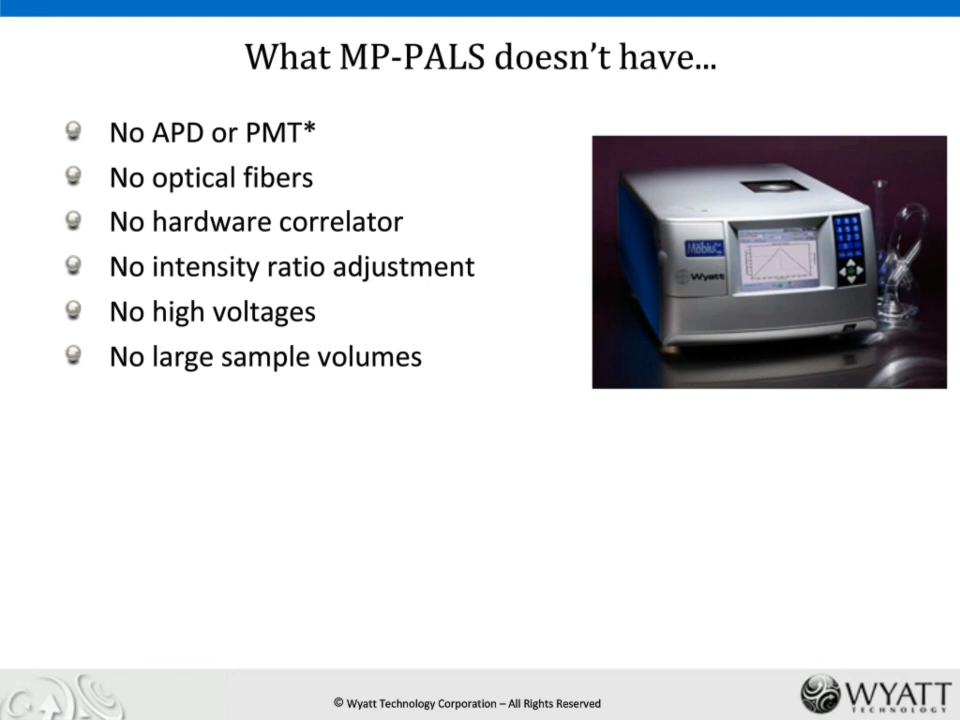 What MP-PALS doesn't have...
No APD or PMT*
No optical fibers
No hardware correlator
No intensity ratio adjustment
No high voltages
No large sample volumes
Möbiuζ
Wyatt
© Wyatt Technology Corporation – All Rights Reserved
WYATT
TECHNOLOGY